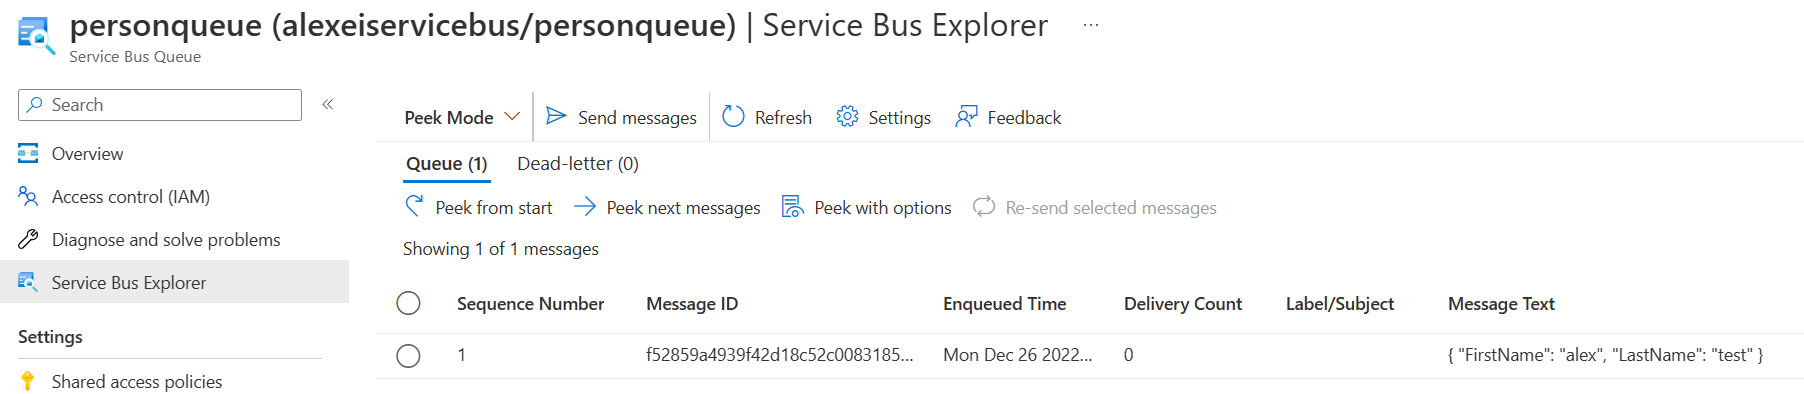 personqueue (alexeiservicebus/personqueue) | Service Bus Explorer ...
Service Bus Queue
Search «
Overview
Access control (IAM)
Diagnose and solve problems
Service Bus Explorer
Settings
Shared access policies
Peek Mode Send messages Refresh Settings Feedback
Queue (1) Dead-letter (0)
Peek from start Peek next messages Peek with options Re-send selected messages
Showing 1 of 1 messages
Sequence Number Message ID Enqueued Time Delivery Count Label/Subject Message Text
1 f52859a4939f42d18c52c0083185... Mon Dec 26 2022... 0 { "FirstName": "alex", "LastName": "test" }